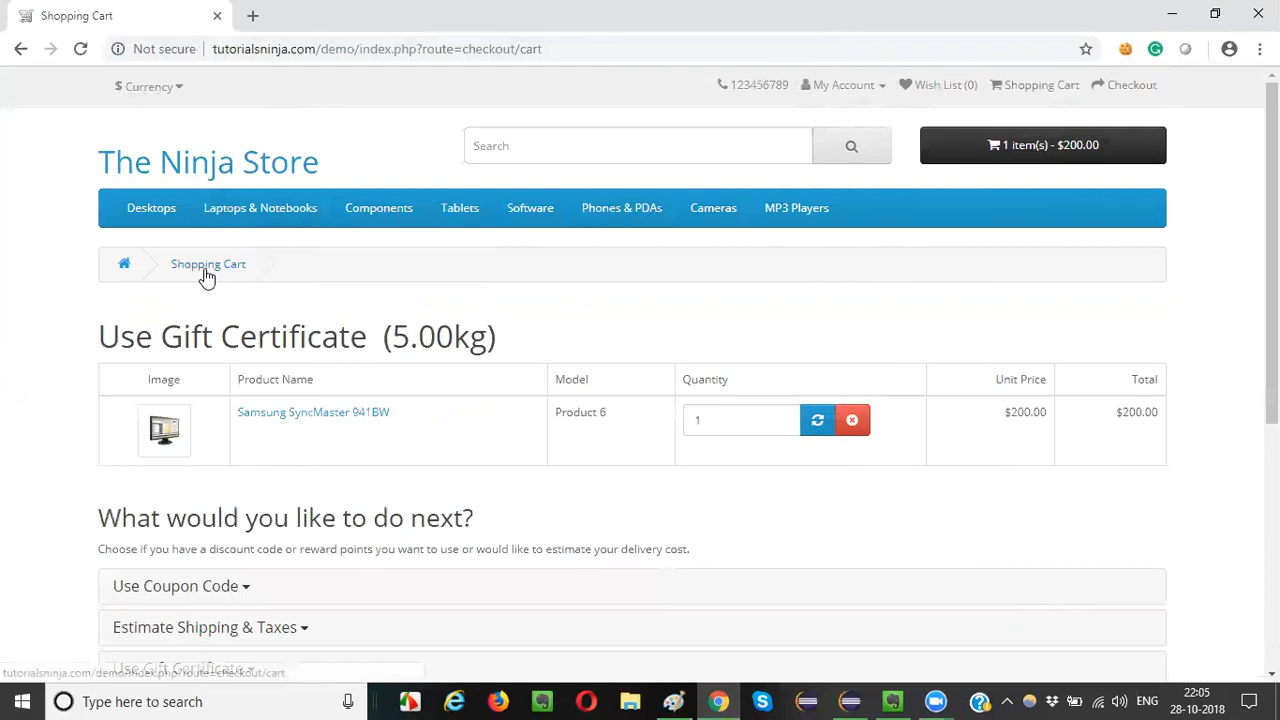 Shopping Cart
Not secure
tutorialsninja.com/demo/index.php?route=checkout/cart
$ Currency
123456789
My Account
Wish List (0)
Shopping Cart
Checkout
The Ninja Store
Search
1 item(s) - $200.00
Desktops
Laptops & Notebooks
Components
Tablets
Software
Phones & PDAs
Cameras
MP3 Players
Shopping Cart
Use Gift Certificate (5.00kg)
Image
Product Name
Model
Quantity
Unit Price
Total
Samsung SyncMaster 941BW
Product 6
1
$200.00
$200.00
What would you like to do next?
Choose if you have a discount code or reward points you want to use or would like to estimate your delivery cost.
Use Coupon Code
Estimate Shipping & Taxes
Use Gift Certificate
tutorialsninja.com/demo/index.php?route=checkout/cart
Type here to search
ENG
22:05
28-10-2018